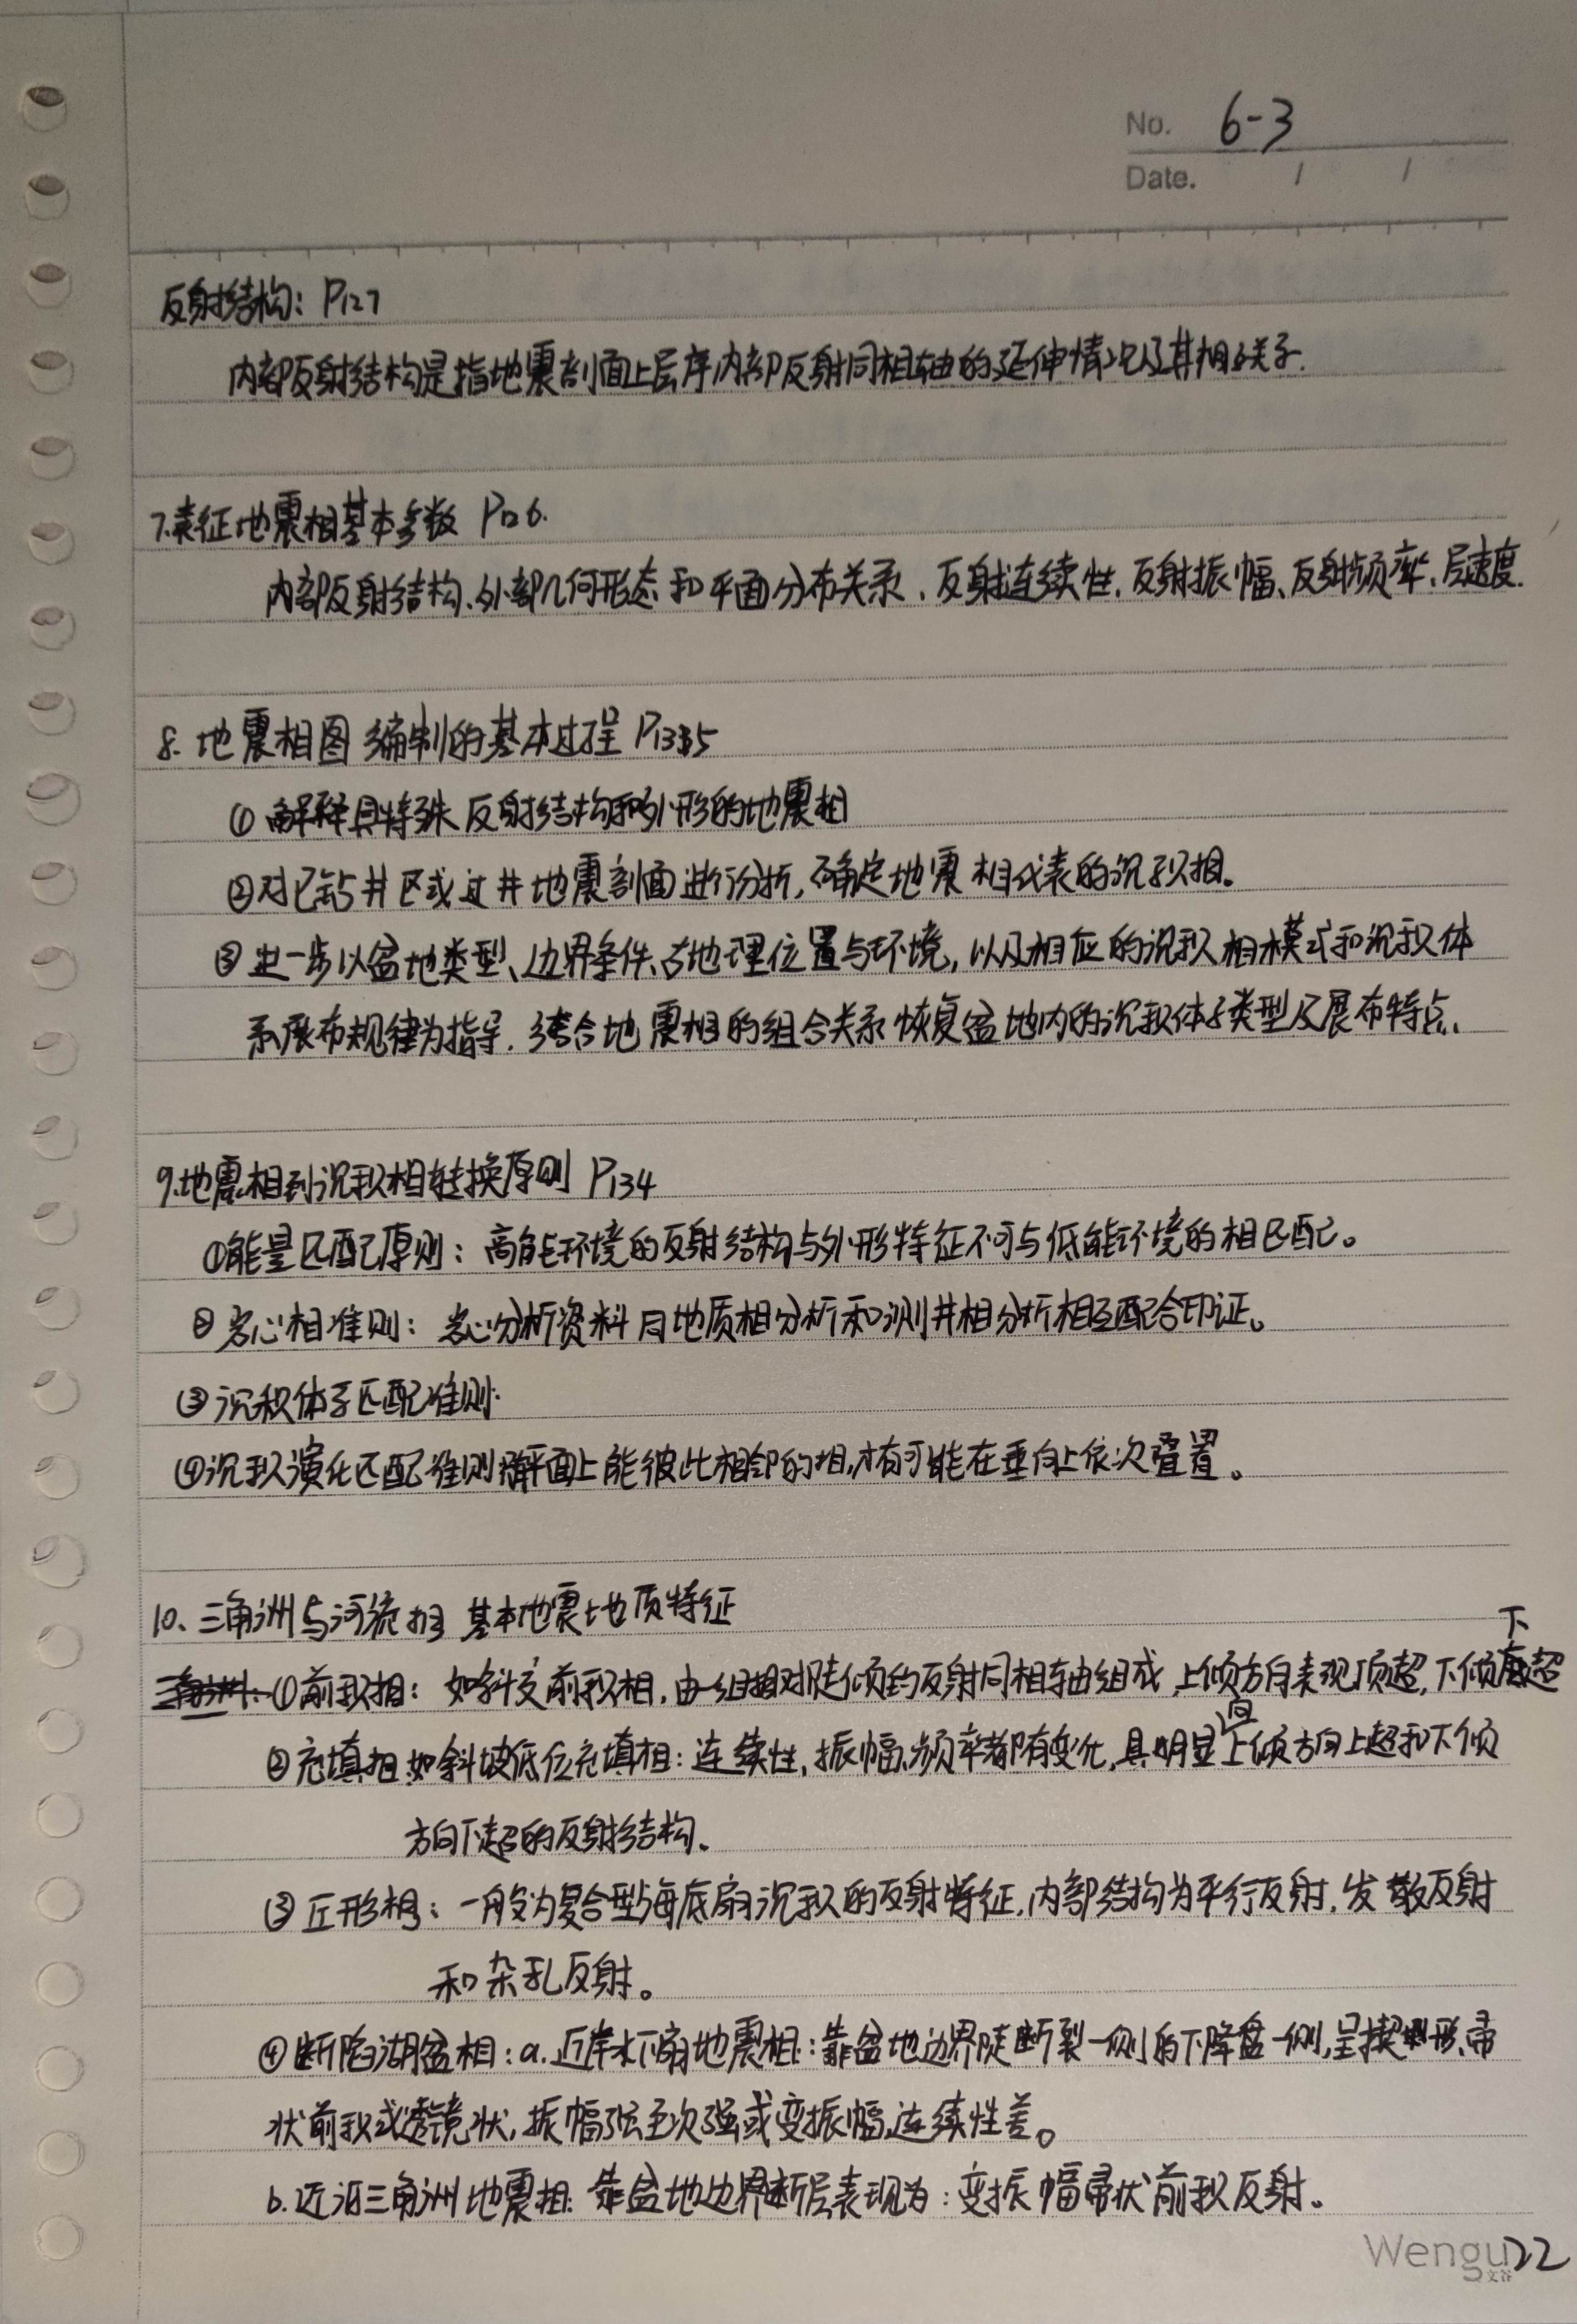 No. 6-3
Date. / /
反射结构: P127
内部反射结构是指地震剖面上层序内部反射同相轴的延伸情况及其相互关系.
7.表征地震相基本参数 P126.
内部反射结构、外部几何形态和平面分布关系、反射连续性、反射振幅、反射频率、层速度.
8. 地震相图编制的基本过程 P135
① 解释具特殊反射结构和外形的地震相
②对已钻井区或过井地震剖面进行分析,确定地震相代表的沉积相。
③进一步以盆地类型、边界条件、古地理位置与环境,以及相应的沉积相模式和沉积体
系展布规律为指导.综合地震相的组合关系恢复盆地内的沉积体系类型及展布特点、
9.地震相到沉积相转换原则 P134
①能量匹配原则:高能环境的反射结构与外形特征不可与低能环境的相匹配。
②岩心相准则:岩心分析资料与地质相分析和测井相分析相互配合印证。
③沉积体系匹配准则.
④沉积演化匹配准则 平面上能彼此相邻的相,才有可能在垂向上依次叠置。
10、三角洲与河流相 基本地震地质特征
①前积相:如斜交前积相,由一组相对陡倾的反射同相轴组成,上倾方向表现顶超,下倾下超
②充填相如斜坡低位充填相:连续性,振幅、频率都有变化,具明显向上倾方向上超和下倾
方向下超的反射结构、
③丘形相:一般为复合型海底扇沉积的反射特征,内部结构为平行反射,发散反射
和杂乱反射。
④断陷湖盆相:a.近岸水下扇地震相:靠盆地边界陡断裂一侧的下降盘一侧,呈楔形、帚
状前积或透镜状,振幅强至次强或变振幅,连续性差。
b.近源三角洲地震相:靠盆地边界断层表现为:变振幅帚状前积反射。
Wengu 22
文谷